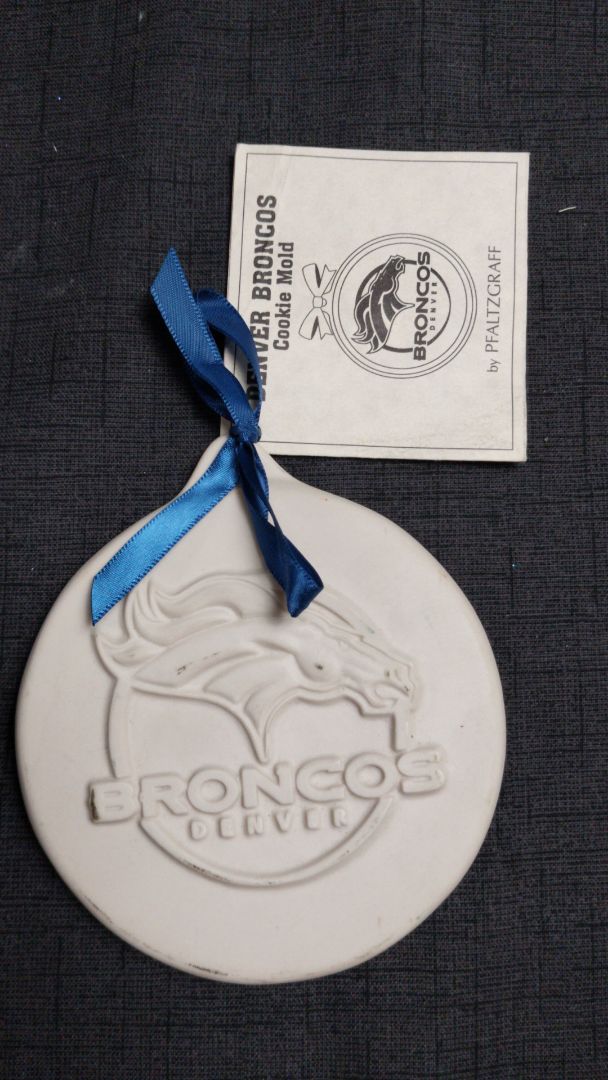 DENVER BRONCOS
Cookie Mold
BRONCOS
DENVER
by PFALTZGRAFF
BRONCOS
DENVER